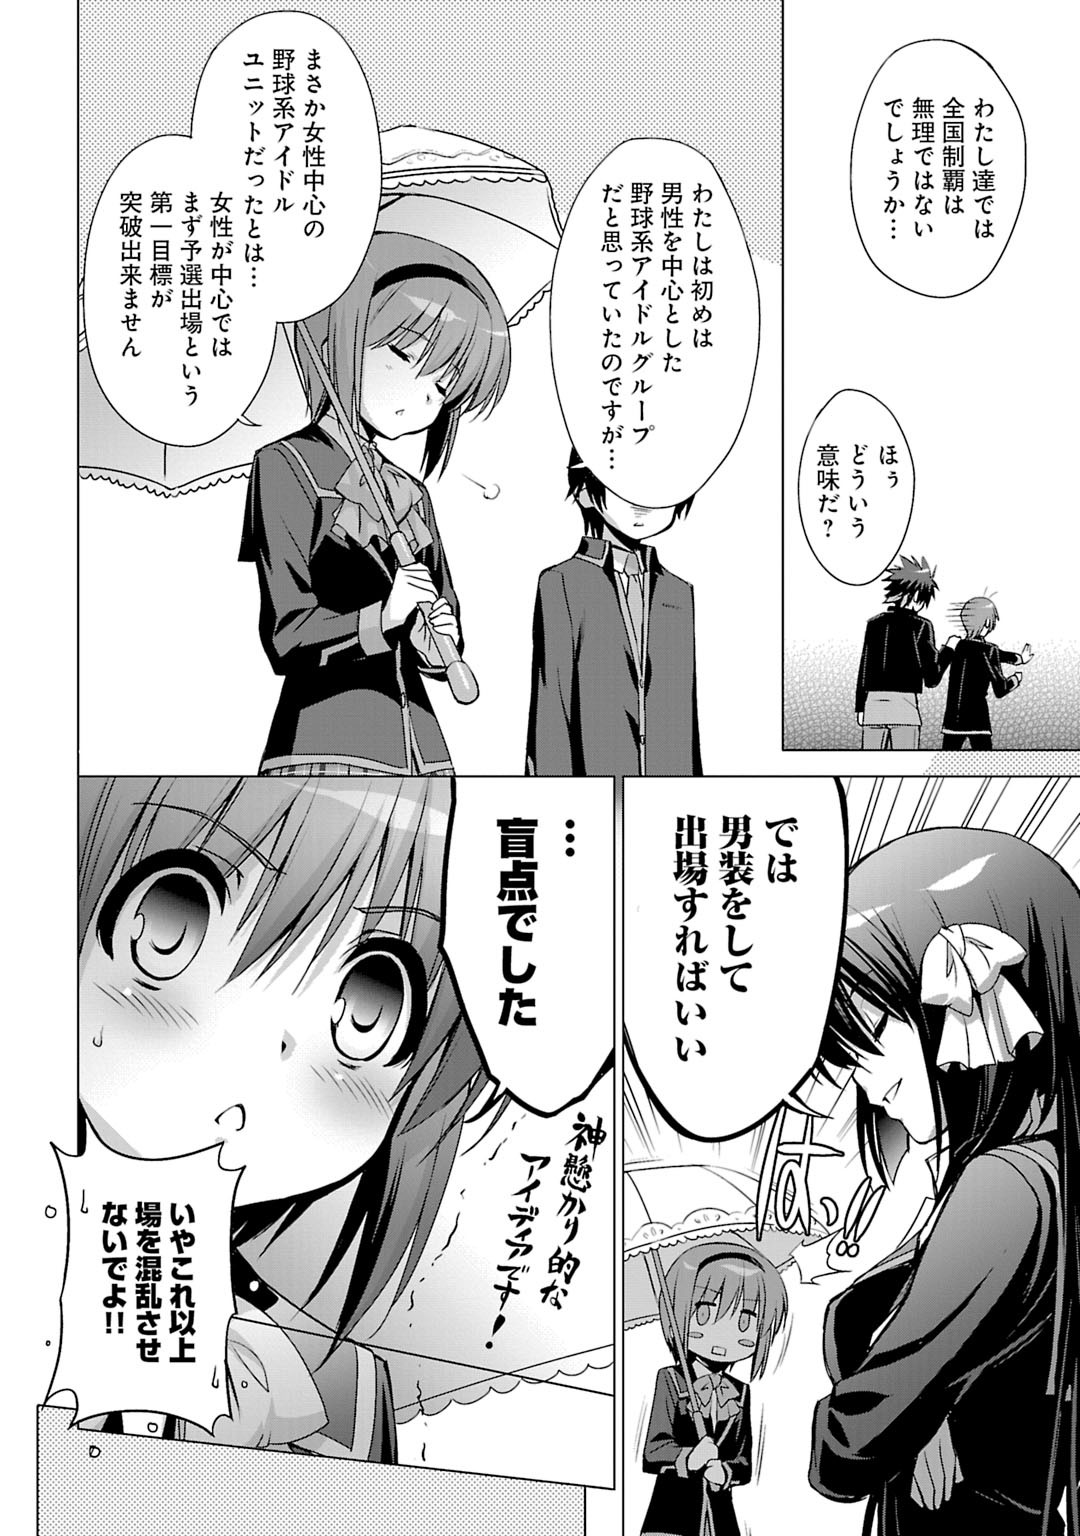 わたし達では
全国制覇は
無理ではない
でしょうか…
ほぅ
どういう
意味だ?
わたしは初めは
男性を中心とした
野球系アイドルグループ
だと思っていたのですが…
まさか女性中心の
野球系アイドル
ユニットだったとは…
女性が中心では
まず予選出場という
第一目標が
突破出来ません
では
男装をして
出場すればいい
はっ
…
盲点でした
神懸かり的な
アイディアです!
いやこれ以上
場を混乱させ
ないでよ!!